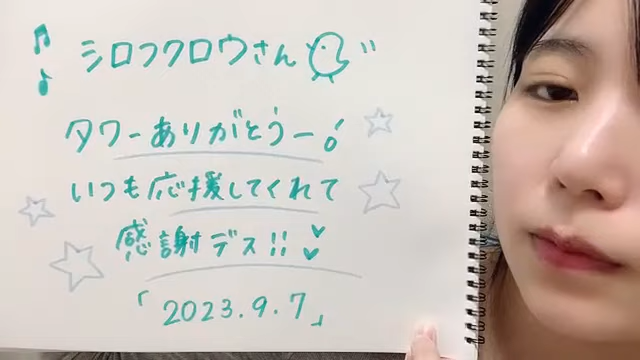 シロフクロウさん
タワーありがとうー!
いつも応援してくれて
感謝デス!!
「2023.9.7」